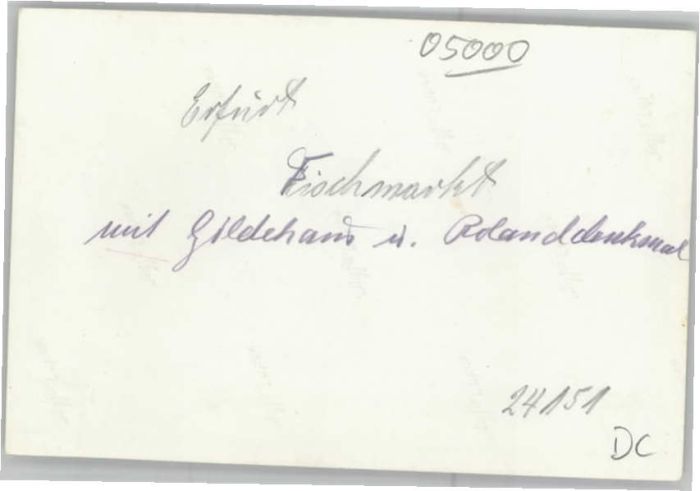 05000
Erfurt
Fischmarkt
mit Gildehaus u. Rolanddenkmal
24151
DC